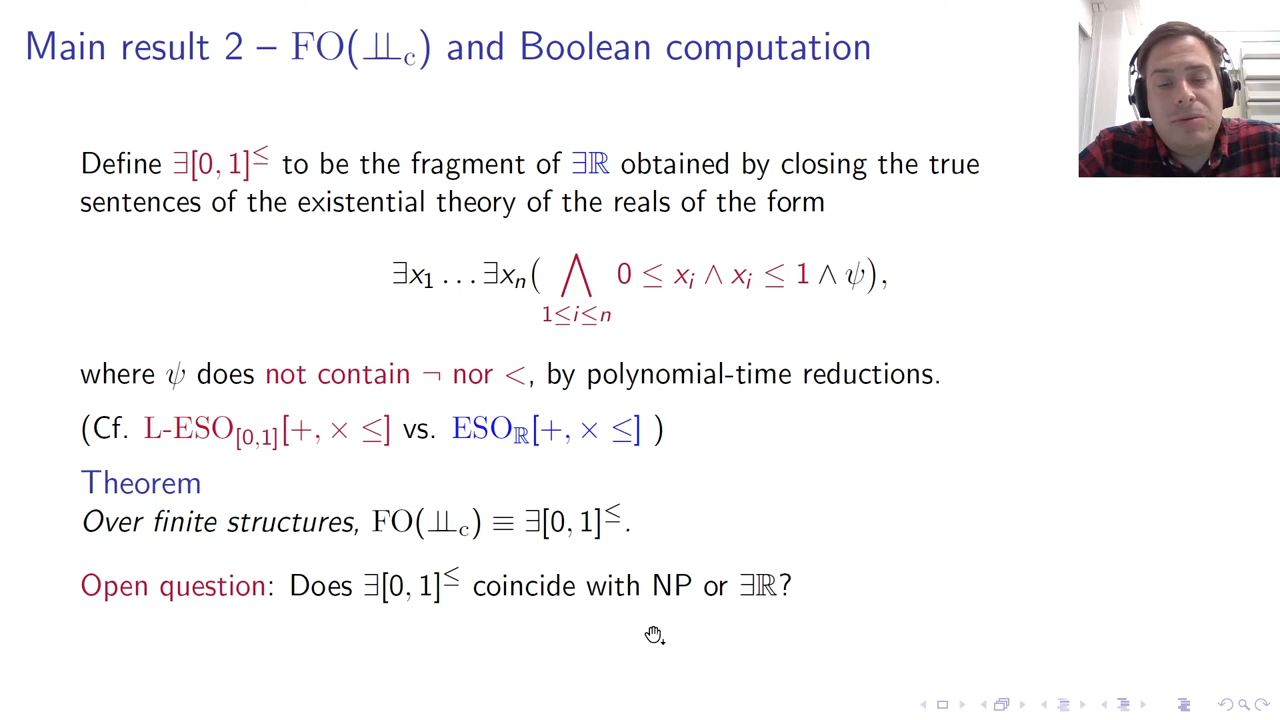 Main result 2 – FO(⊥⊥c) and Boolean computation
Define ∃[0, 1]≤ to be the fragment of ∃ℝ obtained by closing the true
sentences of the existential theory of the reals of the form
∃x1 . . . ∃xn( ⋀ 0 ≤ xi ∧ xi ≤ 1 ∧ ψ),
1≤i≤n
where ψ does not contain ¬ nor <, by polynomial-time reductions.
(Cf. L-ESO[0,1][+, × ≤] vs. ESOℝ[+, × ≤] )
Theorem
Over finite structures, FO(⊥⊥c) ≡ ∃[0, 1]≤.
Open question: Does ∃[0, 1]≤ coincide with NP or ∃ℝ?